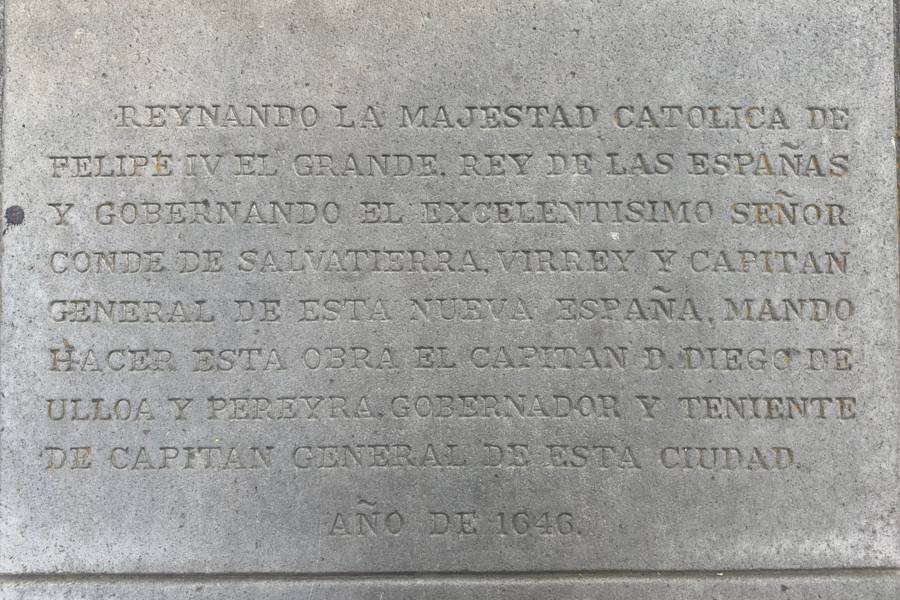 REYNANDO LA MAJESTAD CATOLICA DE
FELIPE IV EL GRANDE, REY DE LAS ESPAÑAS
Y GOBERNANDO EL EXCELENTISIMO SEÑOR
CONDE DE SALVATIERRA, VIRREY Y CAPITAN
GENERAL DE ESTA NUEVA ESPAÑA, MANDO
HACER ESTA OBRA EL CAPITAN D. DIEGO DE
ULLOA Y PEREYRA, GOBERNADOR Y TENIENTE
DE CAPITAN GENERAL DE ESTA CIUDAD.
AÑO DE 1646.